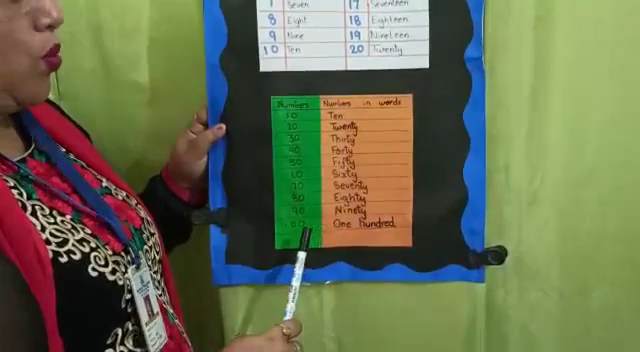 7 Seven 17 Seventeen
8 Eight 18 Eighteen
9 Nine 19 Nineteen
10 Ten 20 Twenty
Numbers Numbers in words
10 Ten
20 Twenty
30 Thirty
40 Forty
50 Fifty
60 Sixty
70 Seventy
80 Eighty
90 Ninety
One hundred